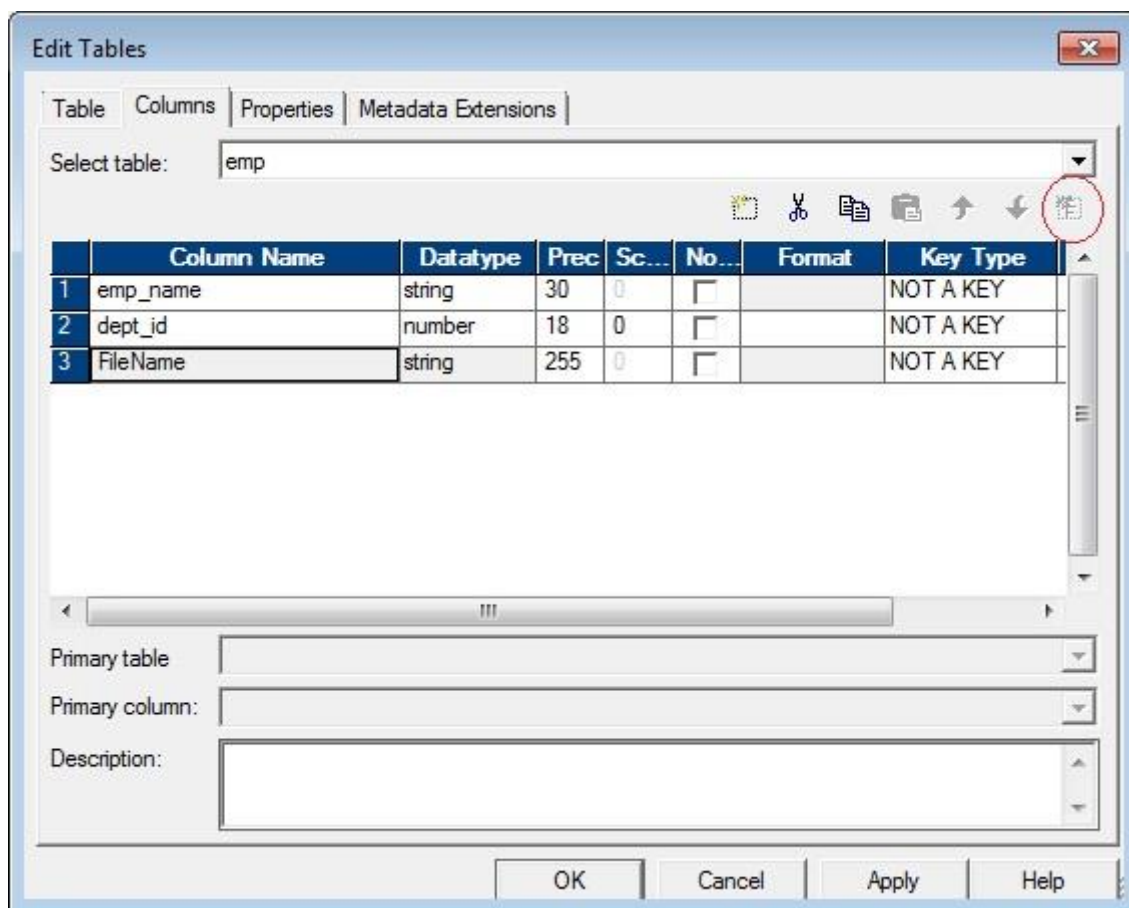 Edit Tables
Table Columns Properties Metadata Extensions
Select table: emp
Column Name Datatype Prec Sc... No... Format Key Type
1 emp_name string 30 0 NOT A KEY
2 dept_id number 18 0 NOT A KEY
3 FileName string 255 0 NOT A KEY
Primary table
Primary column:
Description:
OK Cancel Apply Help